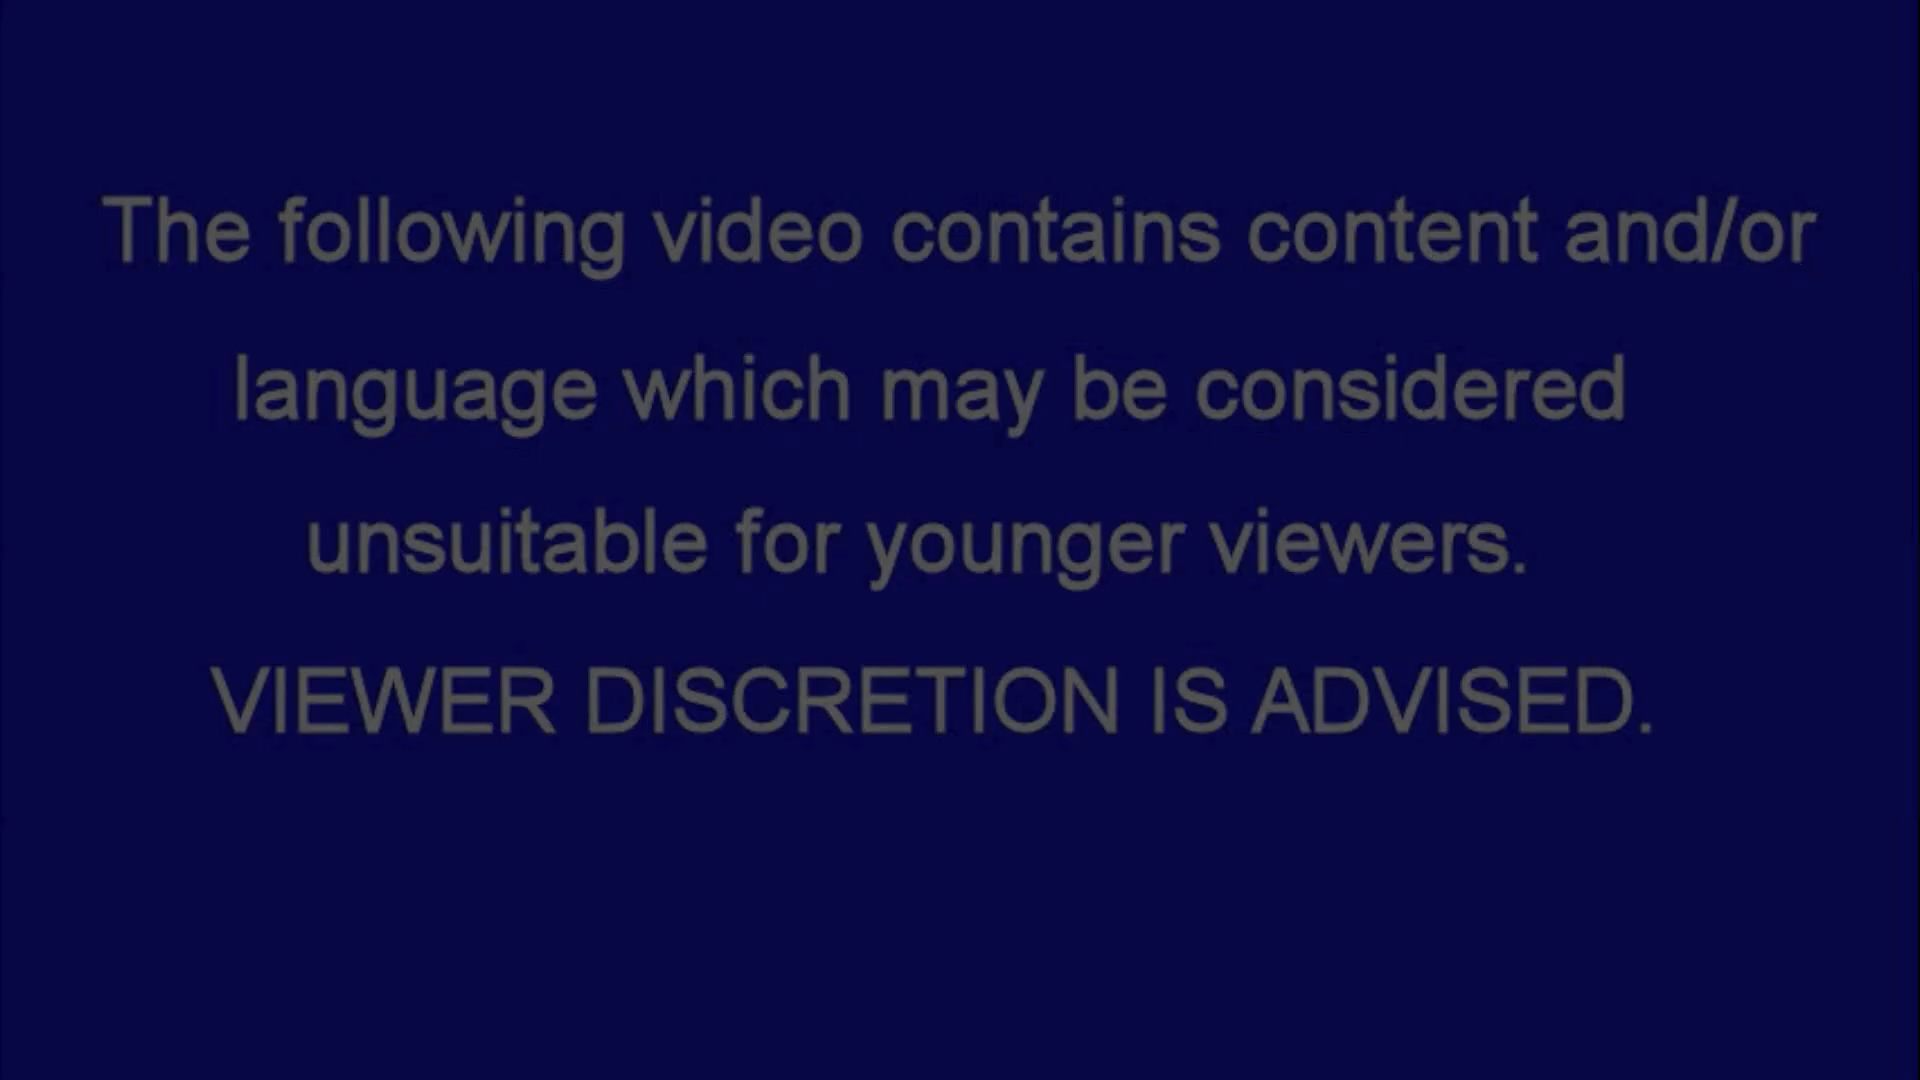 The following video contains content and/or
language which may be considered
unsuitable for younger viewers.
VIEWER DISCRETION IS ADVISED.